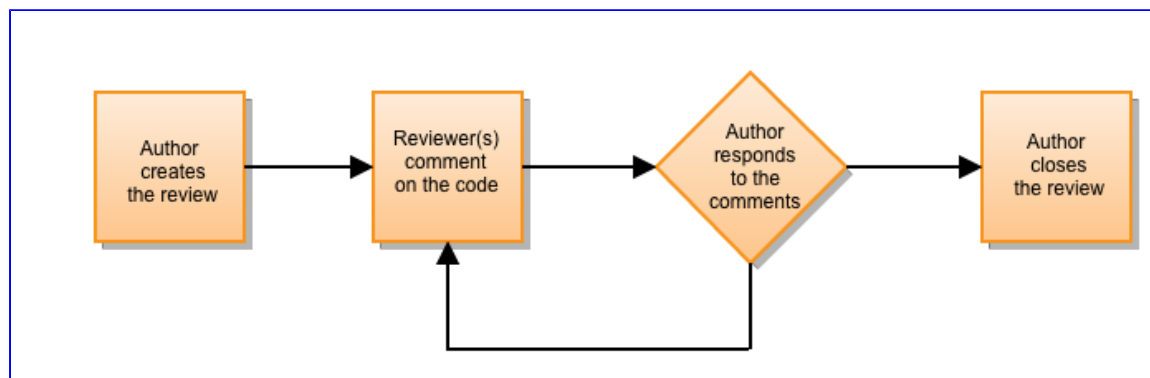 Author
creates
the review
Reviewer(s)
comment
on the code
Author
responds
to the
comments
Author
closes
the review